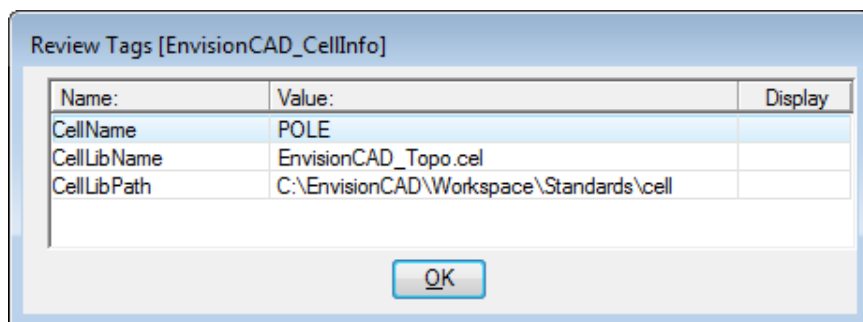 Review Tags [EnvisionCAD_CellInfo]
Name: Value: Display
CellName POLE
CellLibName EnvisionCAD_Topo.cel
CellLibPath C:\EnvisionCAD\Workspace\Standards\cell
OK